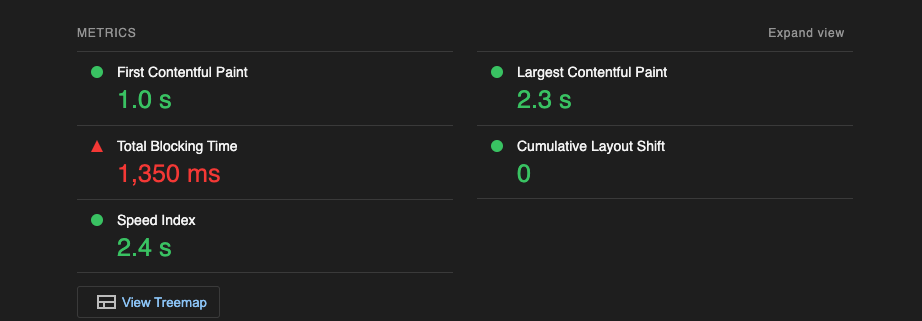 METRICS
Expand view
First Contentful Paint
1.0 s
Largest Contentful Paint
2.3 s
Total Blocking Time
1,350 ms
Cumulative Layout Shift
0
Speed Index
2.4 s
View Treemap